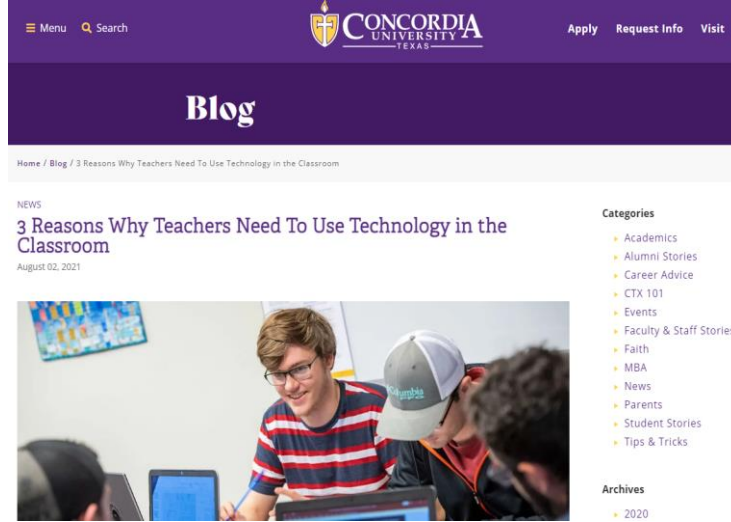 Menu
Search
CONCORDIA
UNIVERSITY
TEXAS
Apply
Request Info
Visit
Blog
Home / Blog / 3 Reasons Why Teachers Need To Use Technology in the Classroom
NEWS
3 Reasons Why Teachers Need To Use Technology in the
Classroom
August 02, 2021
Columbia
Categories
Academics
Alumni Stories
Career Advice
CTX 101
Events
Faculty & Staff Stories
Faith
MBA
News
Parents
Student Stories
Tips & Tricks
Archives
2020